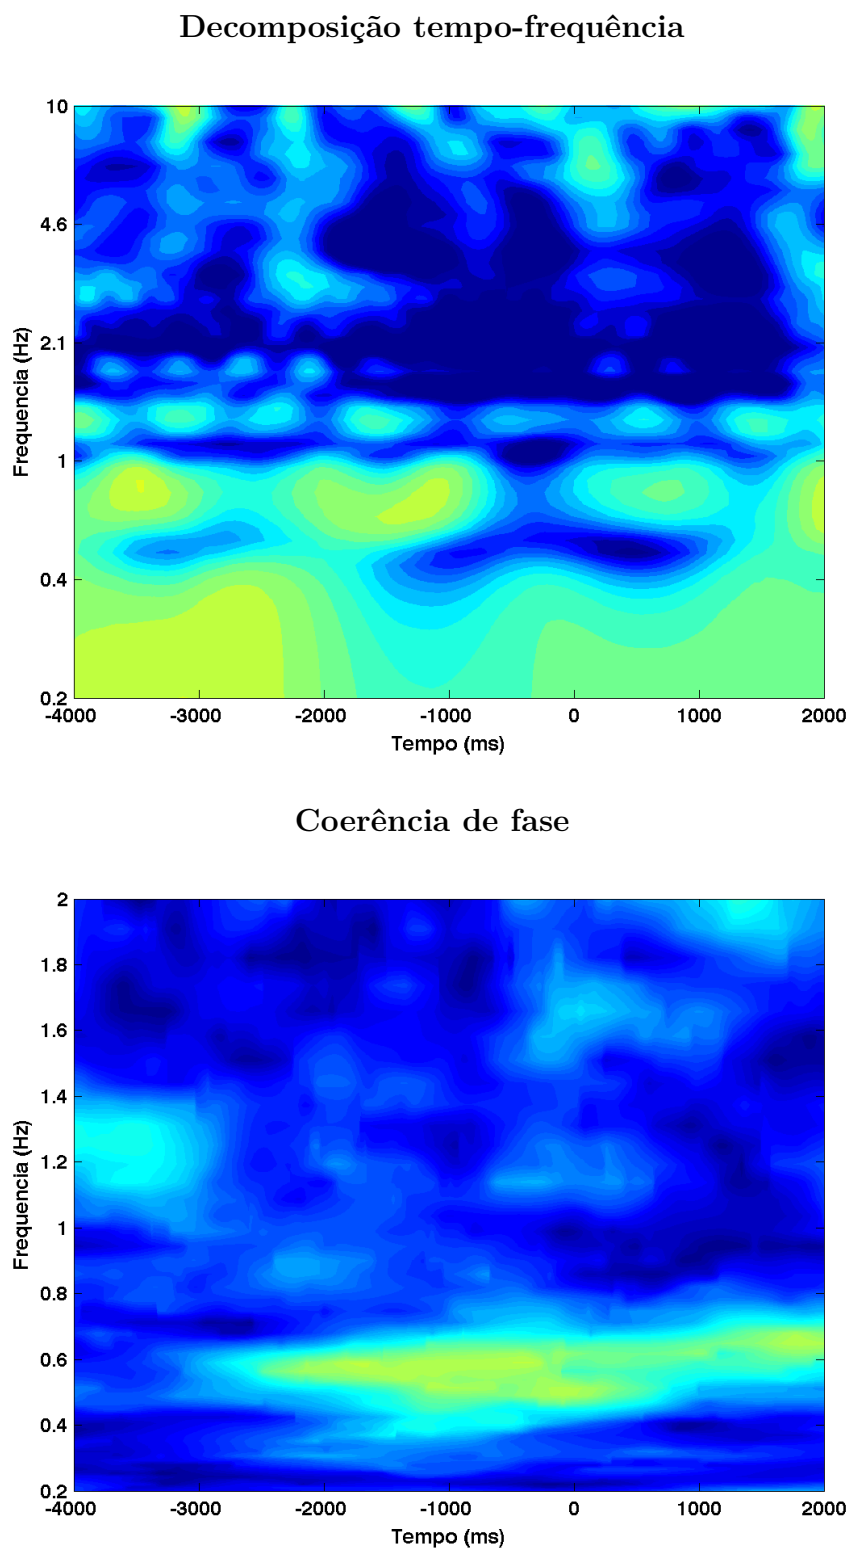 Decomposição tempo-frequência
10
4.6
2.1
1
0.4
0.2
Frequencia (Hz)
-4000 -3000 -2000 -1000 0 1000 2000
Tempo (ms)
Coerência de fase
2
1.8
1.6
1.4
1.2
1
0.8
0.6
0.4
0.2
Frequencia (Hz)
-4000 -3000 -2000 -1000 0 1000 2000
Tempo (ms)